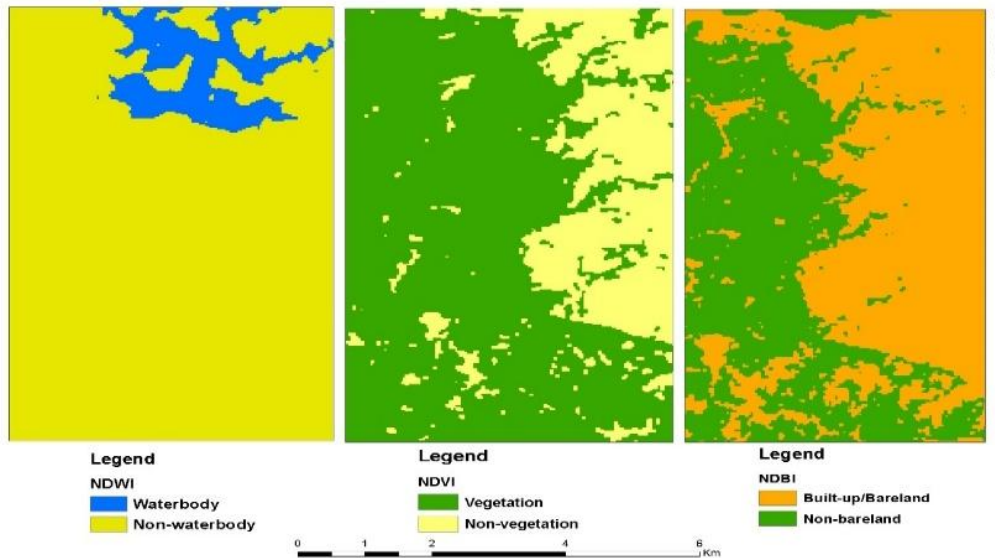 Legend
NDWI
Waterbody
Non-waterbody
Legend
NDVI
Vegetation
Non-vegetation
Legend
NDBI
Built-up/Bareland
Non-bareland
0 1 2 4 6
Km